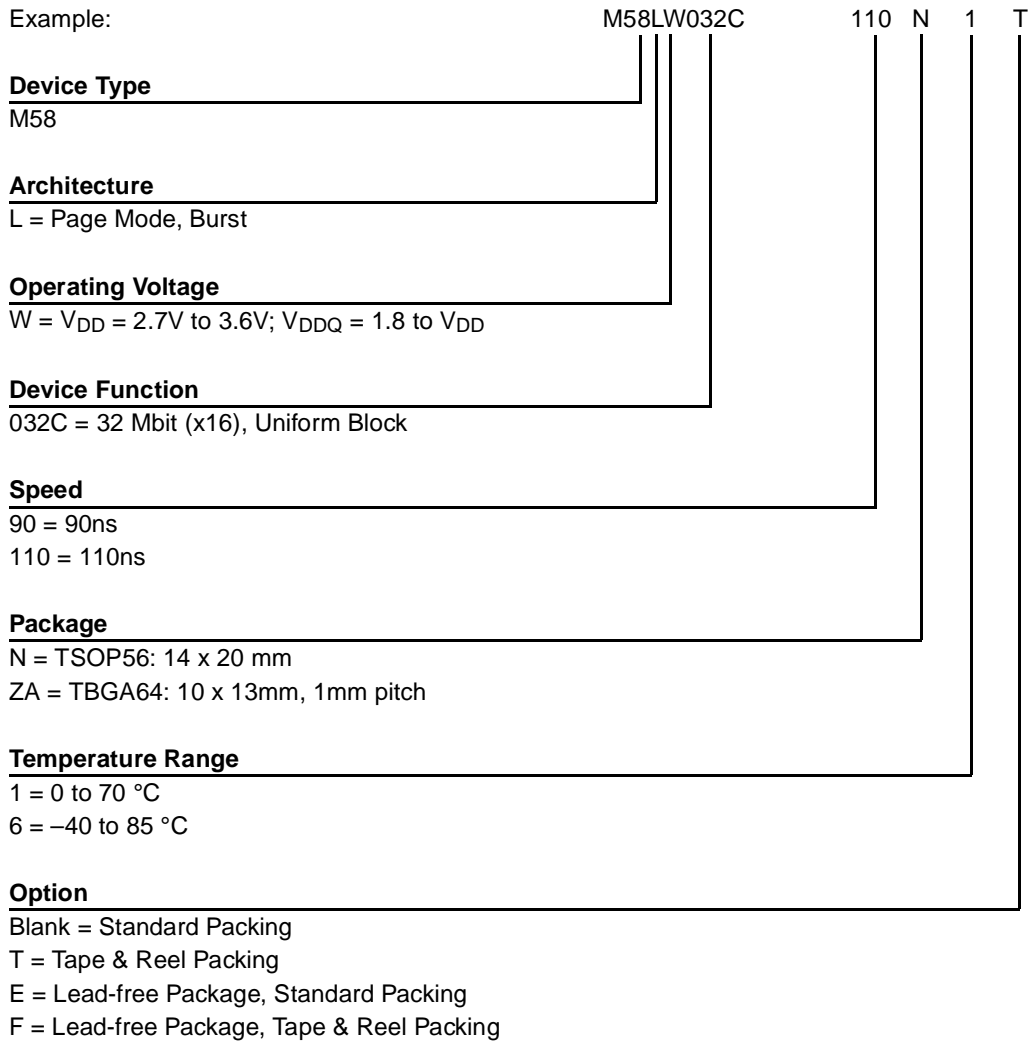 Example: M58LW032C 110 N 1 T
Device Type
M58
Architecture
L = Page Mode, Burst
Operating Voltage
W = VDD = 2.7V to 3.6V; VDDQ = 1.8 to VDD
Device Function
032C = 32 Mbit (x16), Uniform Block
Speed
90 = 90ns
110 = 110ns
Package
N = TSOP56: 14 x 20 mm
ZA = TBGA64: 10 x 13mm, 1mm pitch
Temperature Range
1 = 0 to 70 °C
6 = –40 to 85 °C
Option
Blank = Standard Packing
T = Tape & Reel Packing
E = Lead-free Package, Standard Packing
F = Lead-free Package, Tape & Reel Packing